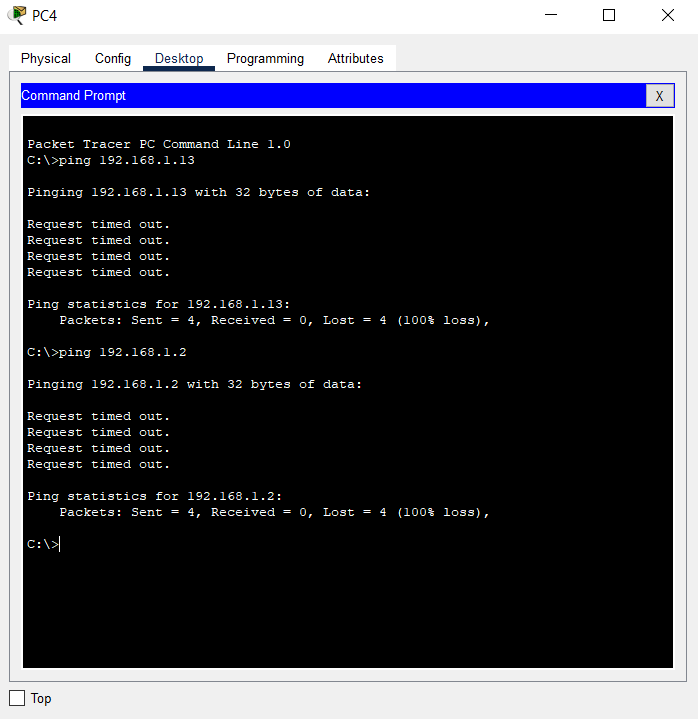 PC4
Physical Config Desktop Programming Attributes
Command Prompt X
Packet Tracer PC Command Line 1.0
C:\>ping 192.168.1.13
Pinging 192.168.1.13 with 32 bytes of data:
Request timed out.
Request timed out.
Request timed out.
Request timed out.
Ping statistics for 192.168.1.13:
    Packets: Sent = 4, Received = 0, Lost = 4 (100% loss),
C:\>ping 192.168.1.2
Pinging 192.168.1.2 with 32 bytes of data:
Request timed out.
Request timed out.
Request timed out.
Request timed out.
Ping statistics for 192.168.1.2:
    Packets: Sent = 4, Received = 0, Lost = 4 (100% loss),
C:\>
Top